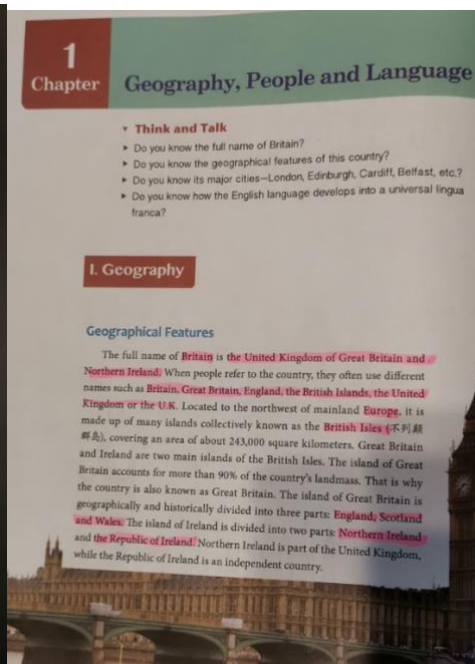 1
Chapter
Geography, People and Language
Think and Talk
Do you know the full name of Britain?
Do you know the geographical features of this country?
Do you know its major cities—London, Edinburgh, Cardiff, Belfast, etc.?
Do you know how the English language develops into a universal lingua
franca?
I. Geography
Geographical Features
The full name of Britain is the United Kingdom of Great Britain and
Northern Ireland. When people refer to the country, they often use different
names such as Britain, Great Britain, England, the British Islands, the United
Kingdom or the U.K. Located to the northwest of mainland Europe, it is
made up of many islands collectively known as the British Isles (不列颠
群岛), covering an area of about 243,000 square kilometers. Great Britain
and Ireland are two main islands of the British Isles. The island of Great
Britain accounts for more than 90% of the country's landmass. That is why
the country is also known as Great Britain. The island of Great Britain is
geographically and historically divided into three parts: England, Scotland
and Wales. The island of Ireland is divided into two parts: Northern Ireland
and the Republic of Ireland. Northern Ireland is part of the United Kingdom,
while the Republic of Ireland is an independent country.